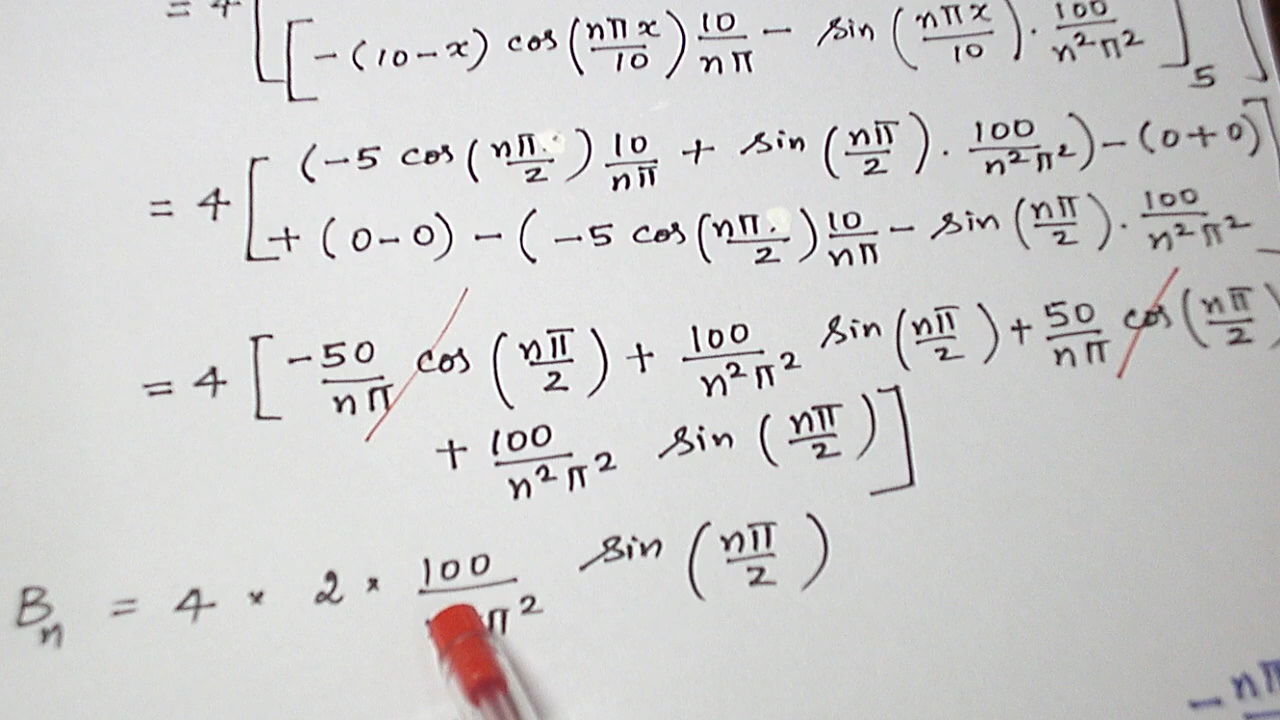 = 4 [ [ -(10-x) cos (nπx/10) 10/nπ - sin (nπx/10) · 100/n²π² ]₅ ]
= 4 [ (-5 cos (nπ/2) 10/nπ + sin (nπ/2) · 100/n²π²) - (0+0)
+ (0-0) - ( -5 cos (nπ/2) 10/nπ - sin (nπ/2) · 100/n²π² ]
= 4 [ -50/nπ cos (nπ/2) + 100/n²π² sin (nπ/2) + 50/nπ cos (nπ/2)
+ 100/n²π² sin (nπ/2) ]
Bₙ = 4 × 2 × 100/π² sin (nπ/2)
- nπ